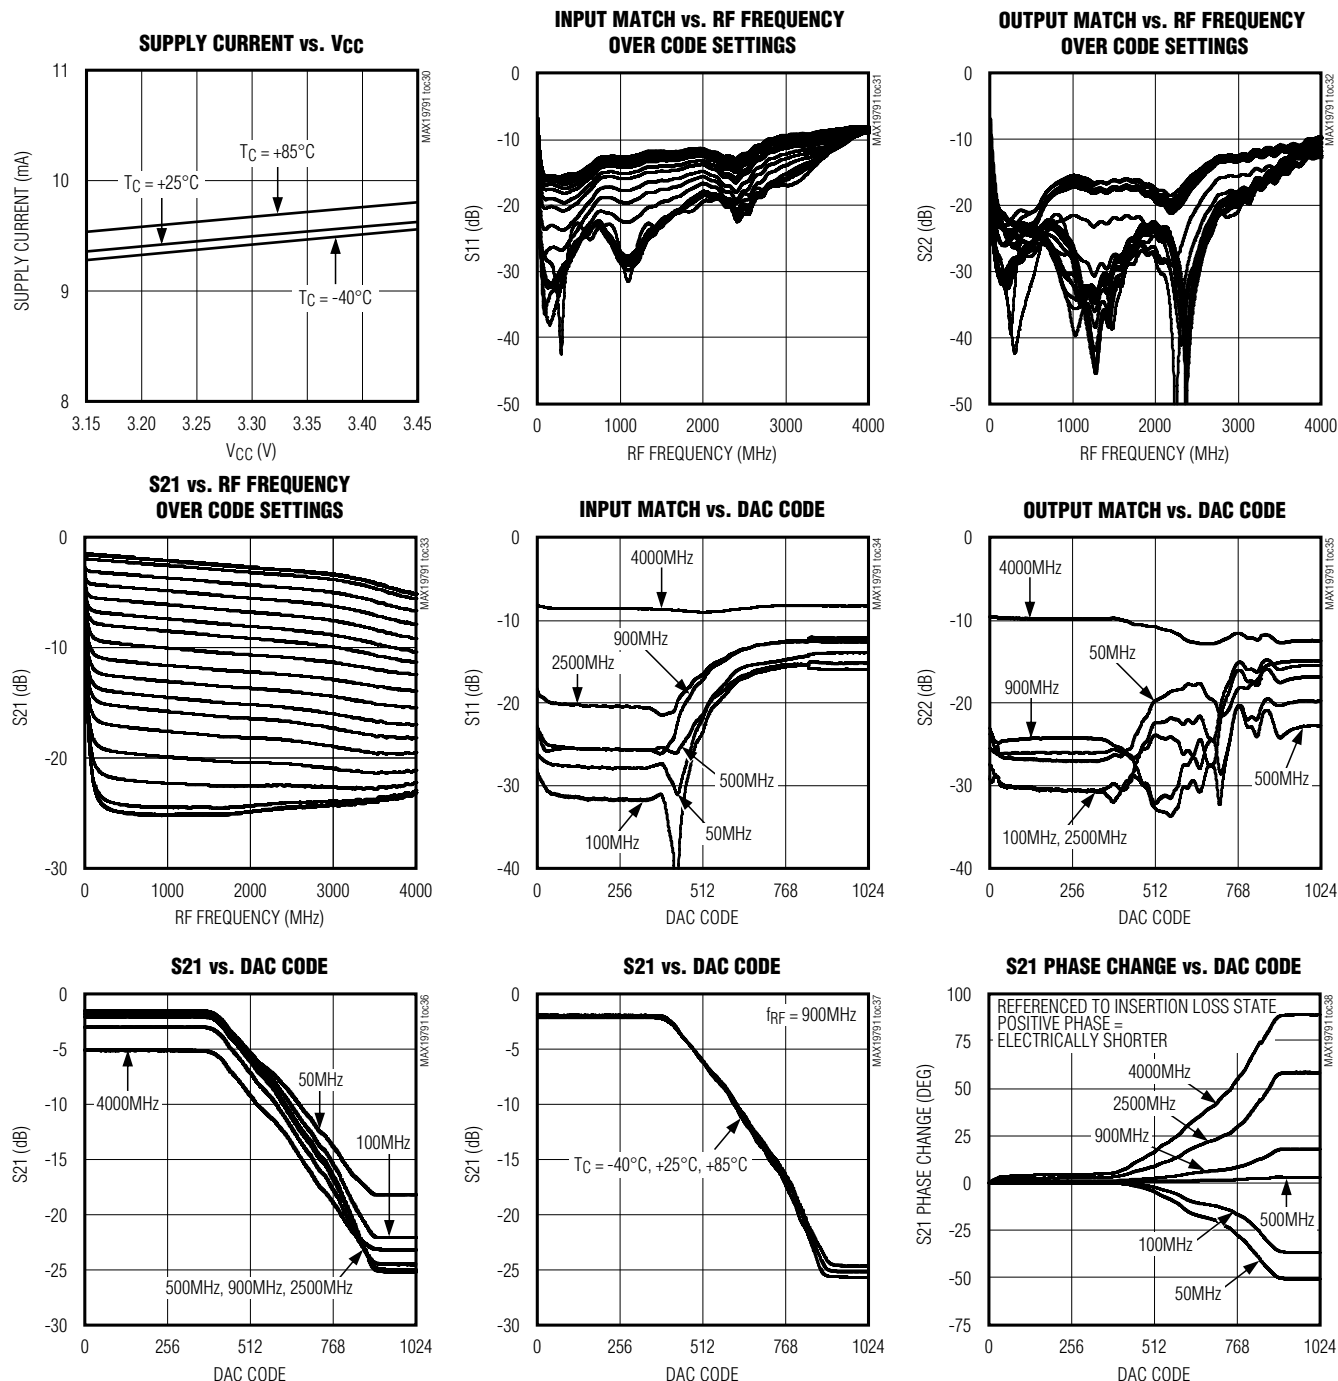 SUPPLY CURRENT vs. VCC
MAX19791 toc30
SUPPLY CURRENT (mA)
11
10
9
8
TC = +85°C
TC = +25°C
TC = -40°C
3.15 3.20 3.30 3.35 3.40 3.45
VCC (V)
INPUT MATCH vs. RF FREQUENCY
OVER CODE SETTINGS
MAX19791 toc31
S11 (dB)
0
-10
-20
-30
-40
-50
0 1000 2000 3000 4000
RF FREQUENCY (MHz)
OUTPUT MATCH vs. RF FREQUENCY
OVER CODE SETTINGS
MAX19791 toc32
S22 (dB)
0
-10
-20
-30
-40
-50
0 1000 2000 3000 4000
RF FREQUENCY (MHz)
S21 vs. RF FREQUENCY
OVER CODE SETTINGS
MAX19791 toc33
S21 (dB)
0
-10
-20
-30
0 1000 2000 3000 4000
RF FREQUENCY (MHz)
INPUT MATCH vs. DAC CODE
MAX19791 toc34
S11 (dB)
0
-10
-20
-30
-40
4000MHz
900MHz
2500MHz
500MHz
50MHz
100MHz
0 256 512 768 1024
DAC CODE
OUTPUT MATCH vs. DAC CODE
MAX19791 toc35
S22 (dB)
0
-10
-20
-30
-40
4000MHz
50MHz
900MHz
500MHz
100MHz, 2500MHz
0 256 512 768 1024
DAC CODE
S21 vs. DAC CODE
MAX19791 toc36
S21 (dB)
0
-5
-10
-15
-20
-25
-30
50MHz
4000MHz
100MHz
500MHz, 900MHz, 2500MHz
0 256 512 768 1024
DAC CODE
S21 vs. DAC CODE
MAX19791 toc37
S21 (dB)
0
-5
-10
-15
-20
-25
-30
fRF = 900MHz
TC = -40°C, +25°C, +85°C
0 256 512 768 1024
DAC CODE
S21 PHASE CHANGE vs. DAC CODE
MAX19791 toc38
S21 PHASE CHANGE (DEG)
100
75
50
25
0
-25
-50
-75
REFERENCED TO INSERTION LOSS STATE
POSITIVE PHASE =
ELECTRICALLY SHORTER
4000MHz
2500MHz
900MHz
500MHz
100MHz
50MHz
0 256 512 768 1024
DAC CODE